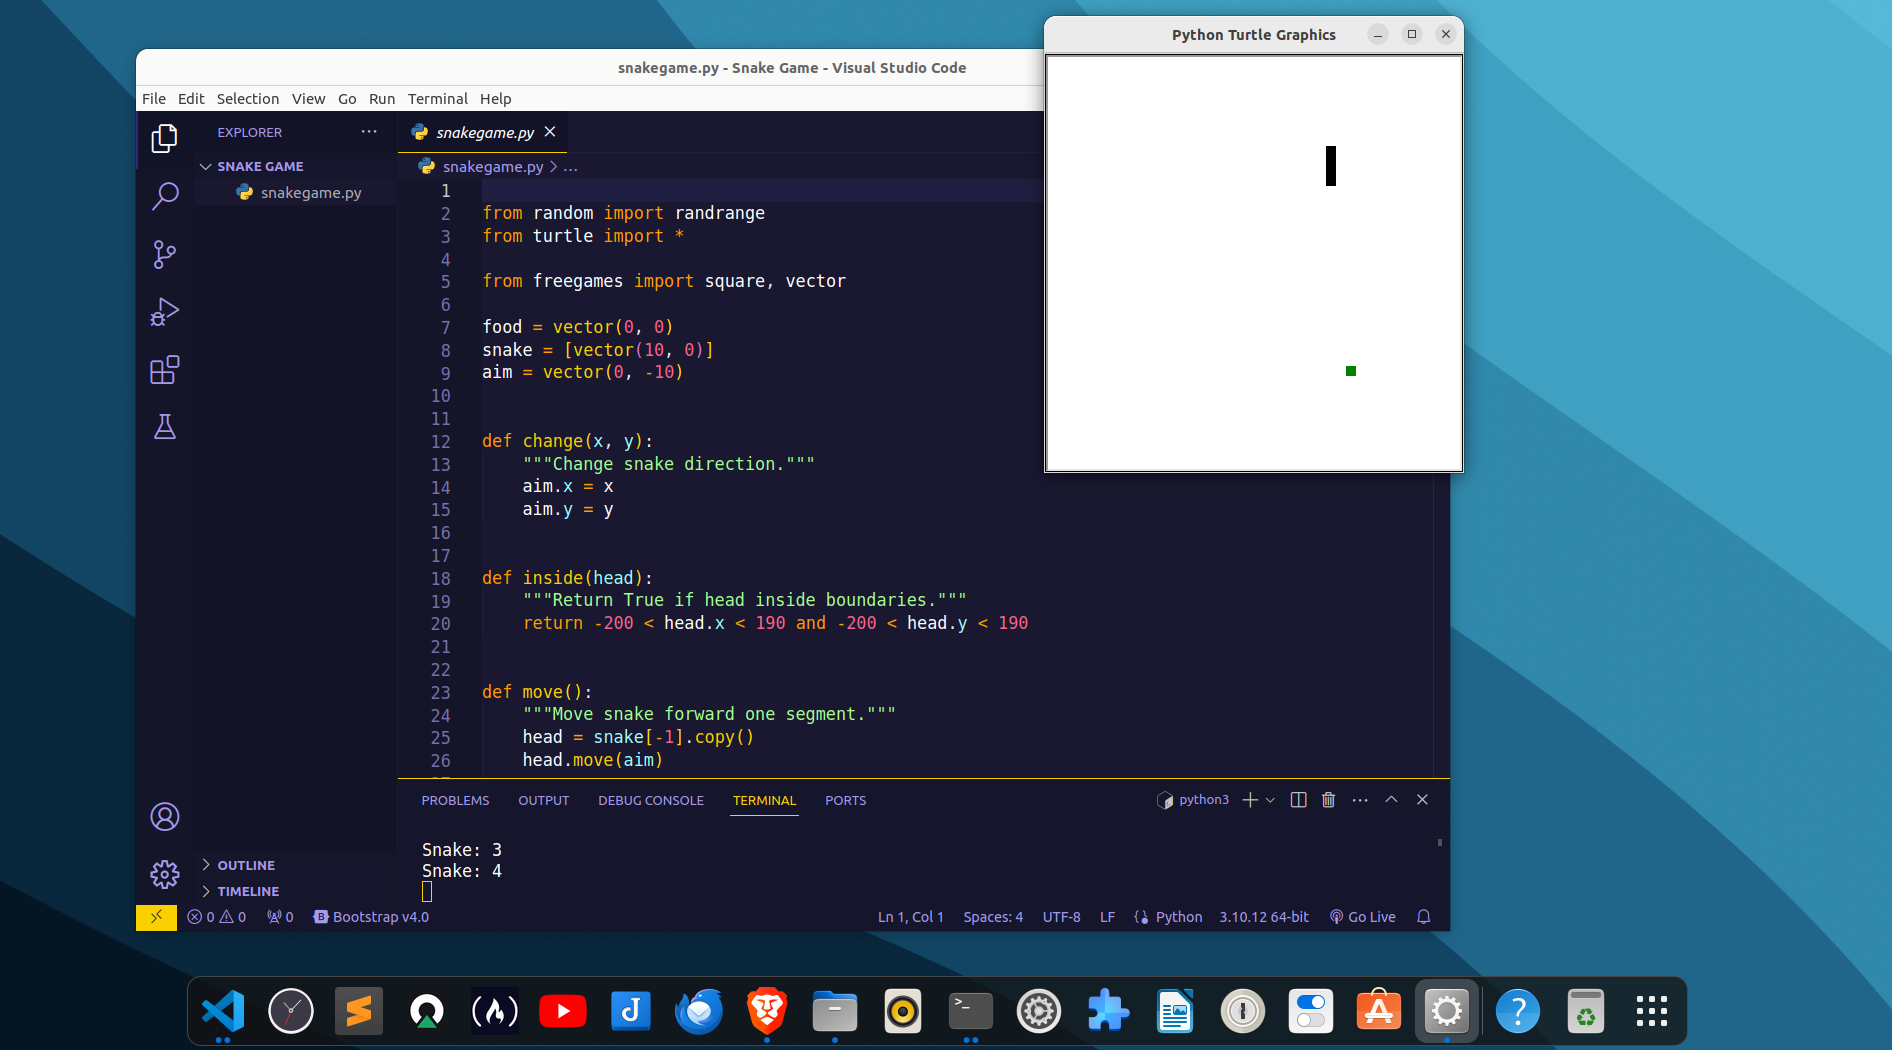 Python Turtle Graphics
snakegame.py - Snake Game - Visual Studio Code
File Edit Selection View Go Run Terminal Help
EXPLORER
SNAKE GAME
snakegame.py
snakegame.py
snakegame.py > ...
1
2 from random import randrange
3 from turtle import *
4
5 from freegames import square, vector
6
7 food = vector(0, 0)
8 snake = [vector(10, 0)]
9 aim = vector(0, -10)
10
11
12 def change(x, y):
13 """Change snake direction."""
14 aim.x = x
15 aim.y = y
16
17
18 def inside(head):
19 """Return True if head inside boundaries."""
20 return -200 < head.x < 190 and -200 < head.y < 190
21
22
23 def move():
24 """Move snake forward one segment."""
25 head = snake[-1].copy()
26 head.move(aim)
PROBLEMS OUTPUT DEBUG CONSOLE TERMINAL PORTS python3
Snake: 3
Snake: 4
OUTLINE
TIMELINE
0 0 0 B Bootstrap v4.0 Ln 1, Col 1 Spaces: 4 UTF-8 LF Python 3.10.12 64-bit Go Live